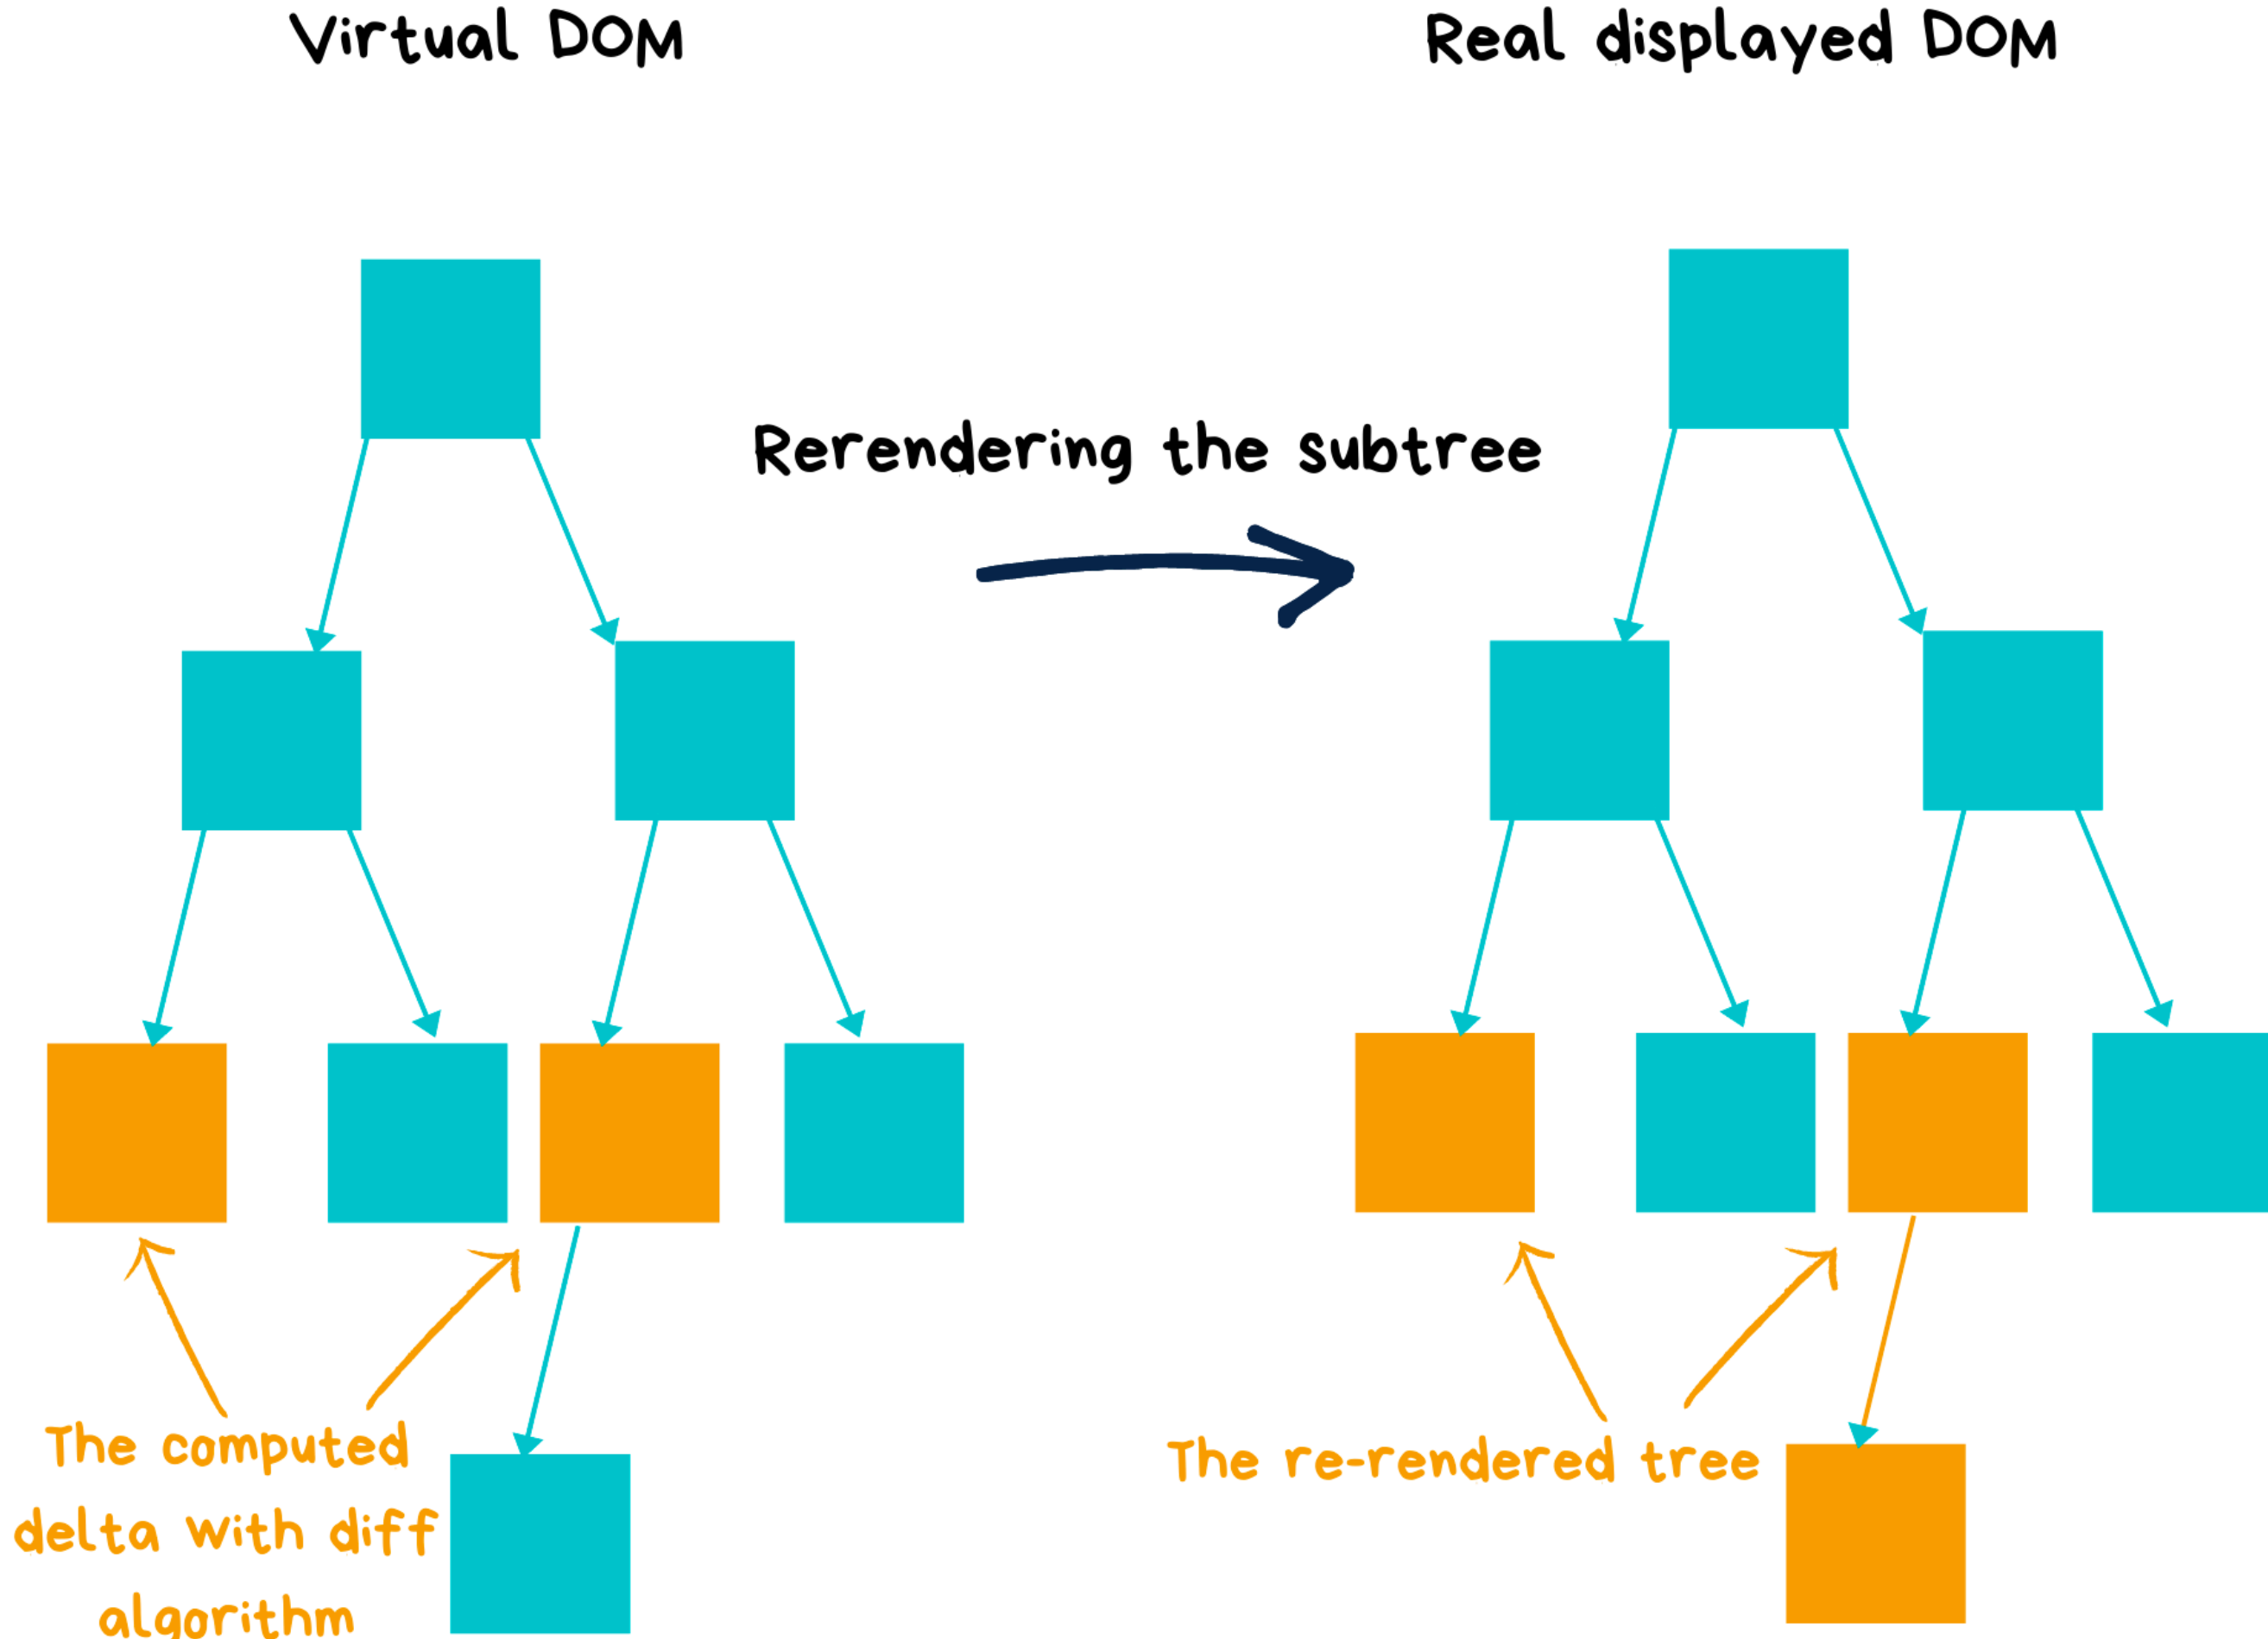 Virtual DOM
Real displayed DOM
Rerendering the subtree
The computed
delta with diff
algorithm
The re-rendered tree